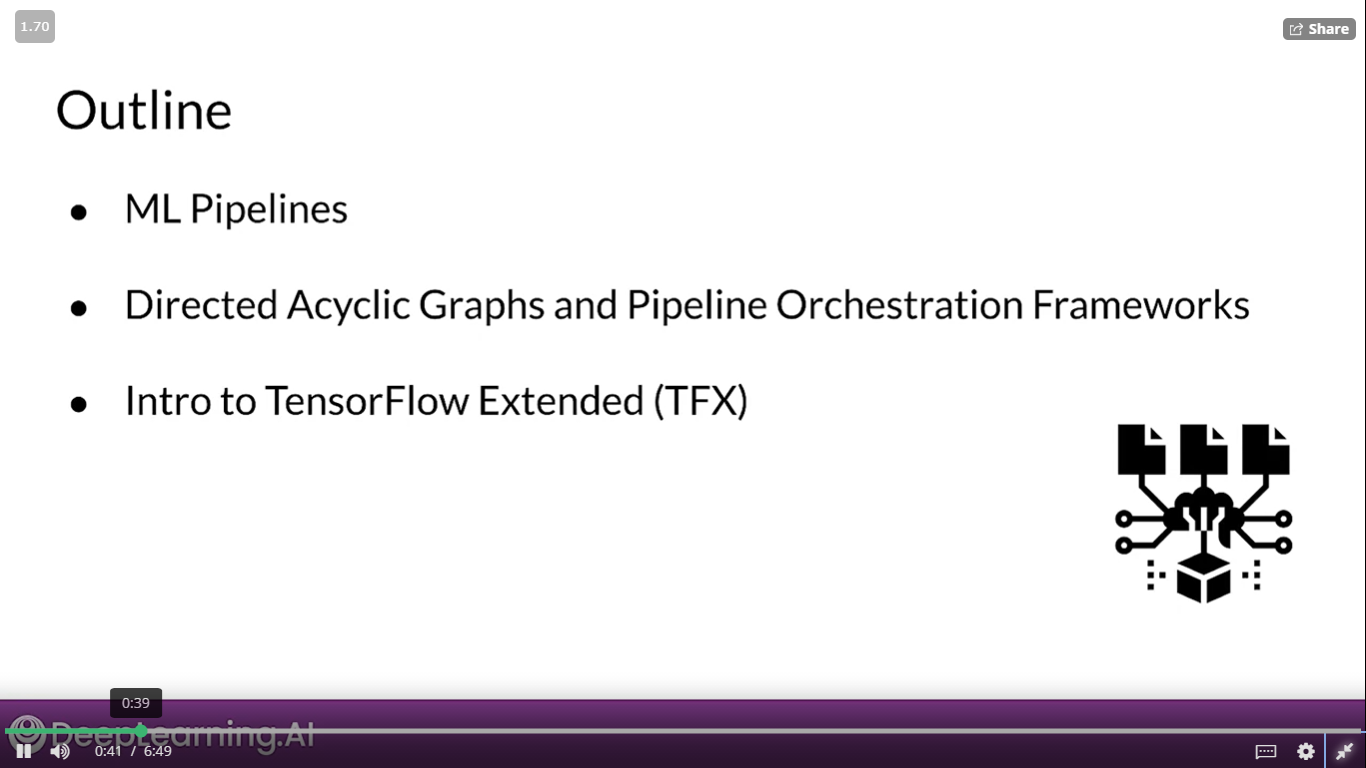 1.70
Share
Outline
● ML Pipelines
● Directed Acyclic Graphs and Pipeline Orchestration Frameworks
● Intro to TensorFlow Extended (TFX)
0:39
DeepLearning.AI
0:41 / 6:49